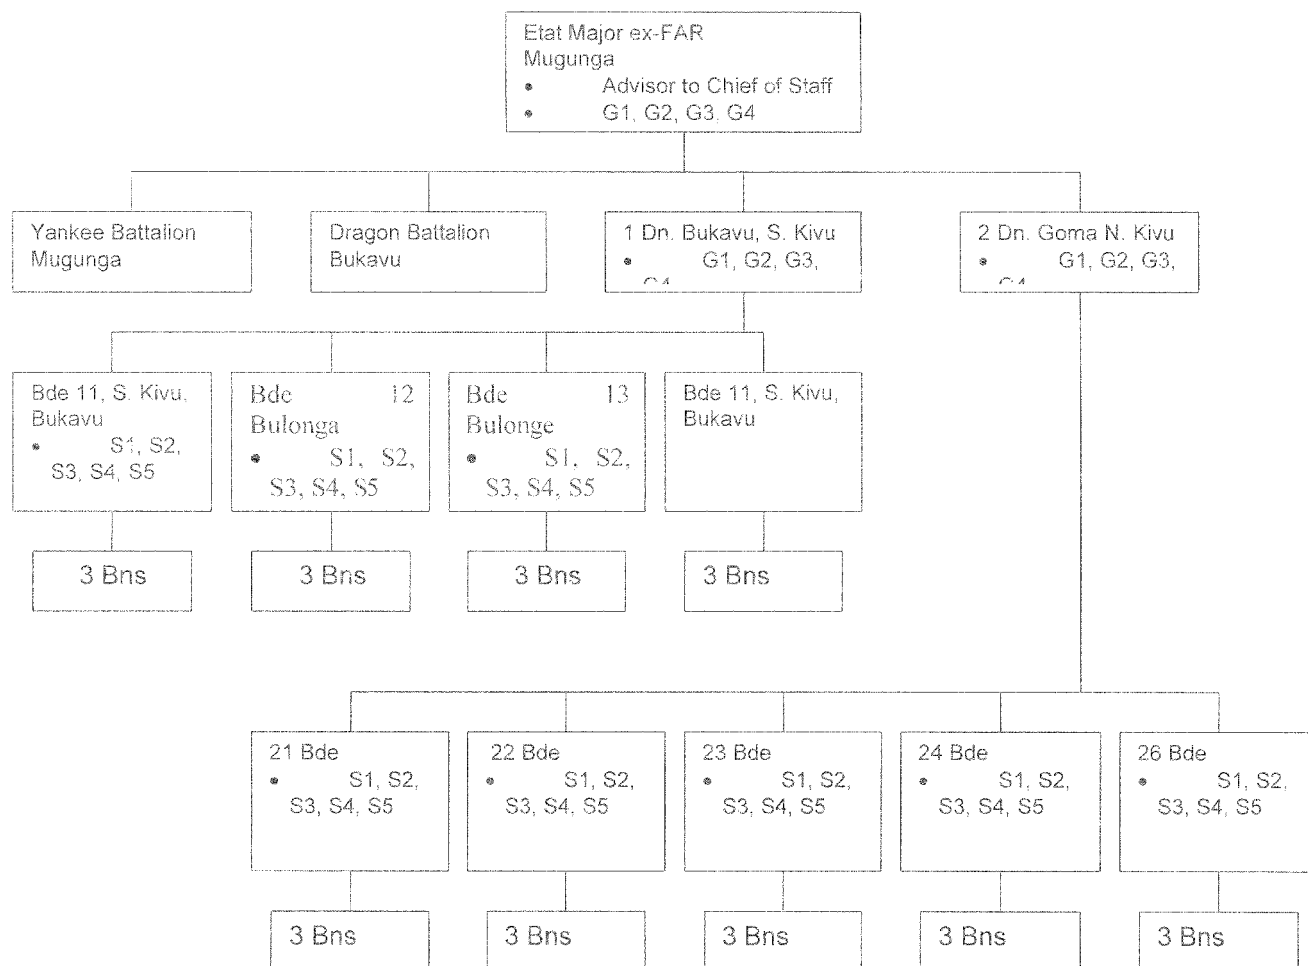 Etat Major ex-FAR
Mugunga
• Advisor to Chief of Staff
• G1, G2, G3, G4
Yankee Battalion
Mugunga
Dragon Battalion
Bukavu
1 Dn. Bukavu, S. Kivu
• G1, G2, G3,
G4
2 Dn. Goma N. Kivu
• G1, G2, G3,
G4
Bde 11, S. Kivu,
Bukavu
• S1, S2,
S3, S4, S5
Bde 12
Bulonga
• S1, S2,
S3, S4, S5
Bde 13
Bulonge
• S1, S2,
S3, S4, S5
Bde 11, S. Kivu,
Bukavu
3 Bns
3 Bns
3 Bns
3 Bns
21 Bde
• S1, S2,
S3, S4, S5
22 Bde
• S1, S2,
S3, S4, S5
23 Bde
• S1, S2,
S3, S4, S5
24 Bde
• S1, S2,
S3, S4, S5
26 Bde
• S1, S2,
S3, S4, S5
3 Bns
3 Bns
3 Bns
3 Bns
3 Bns